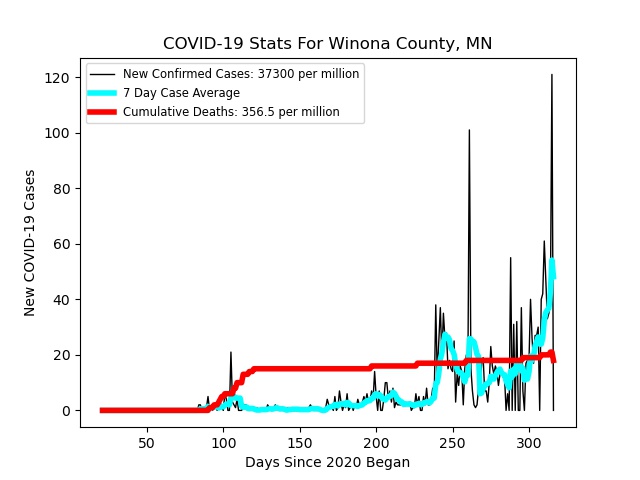 COVID-19 Stats For Winona County, MN
New Confirmed Cases: 37300 per million
7 Day Case Average
Cumulative Deaths: 356.5 per million
New COVID-19 Cases
120
100
80
60
40
20
0
50
100
150
200
250
300
Days Since 2020 Began